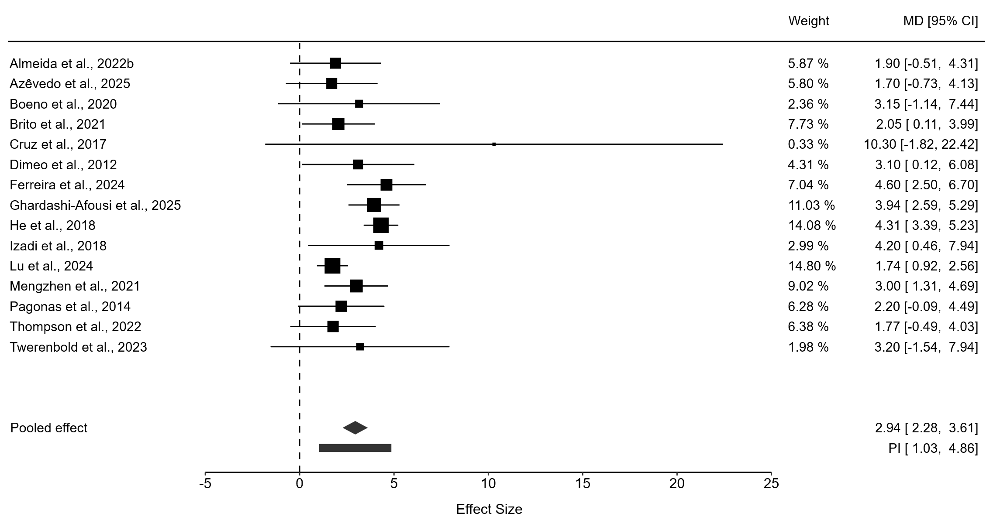 Weight MD [95% CI]
Almeida et al., 2022b 5.87 % 1.90 [-0.51, 4.31]
Azêvedo et al., 2025 5.80 % 1.70 [-0.73, 4.13]
Boeno et al., 2020 2.36 % 3.15 [-1.14, 7.44]
Brito et al., 2021 7.73 % 2.05 [ 0.11, 3.99]
Cruz et al., 2017 0.33 % 10.30 [-1.82, 22.42]
Dimeo et al., 2012 4.31 % 3.10 [ 0.12, 6.08]
Ferreira et al., 2024 7.04 % 4.60 [ 2.50, 6.70]
Ghardashi-Afousi et al., 2025 11.03 % 3.94 [ 2.59, 5.29]
He et al., 2018 14.08 % 4.31 [ 3.39, 5.23]
Izadi et al., 2018 2.99 % 4.20 [ 0.46, 7.94]
Lu et al., 2024 14.80 % 1.74 [ 0.92, 2.56]
Mengzhen et al., 2021 9.02 % 3.00 [ 1.31, 4.69]
Pagonas et al., 2014 6.28 % 2.20 [-0.09, 4.49]
Thompson et al., 2022 6.38 % 1.77 [-0.49, 4.03]
Twerenbold et al., 2023 1.98 % 3.20 [-1.54, 7.94]
Pooled effect 2.94 [ 2.28, 3.61]
PI [ 1.03, 4.86]
-5 0 5 10 15 20 25
Effect Size